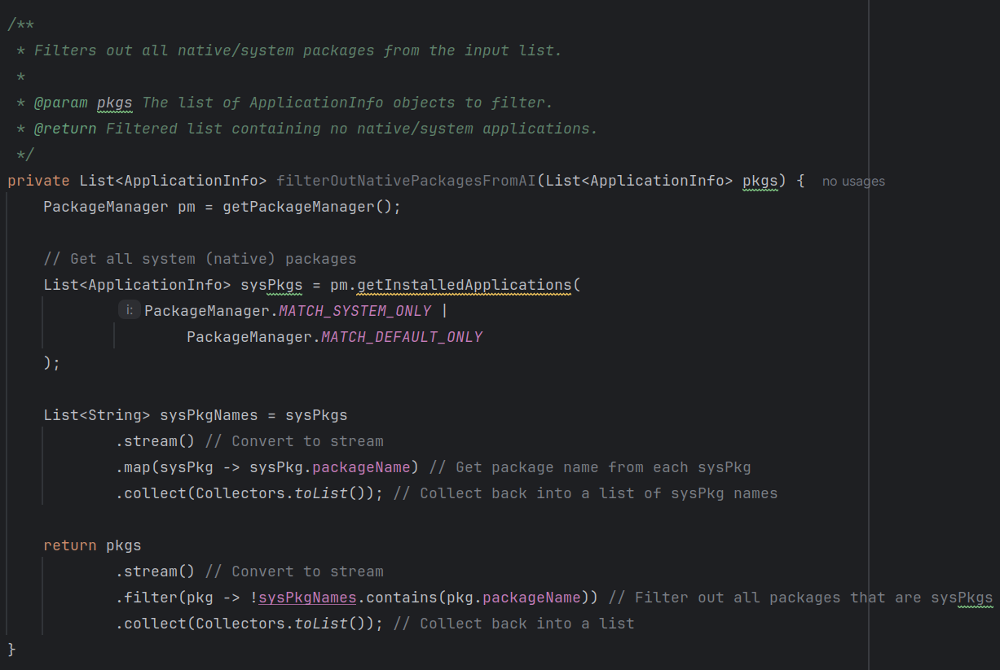 /**
 * Filters out all native/system packages from the input list.
 *
 * @param pkgs The list of ApplicationInfo objects to filter.
 * @return Filtered list containing no native/system applications.
 */
private List<ApplicationInfo> filterOutNativePackagesFromAI(List<ApplicationInfo> pkgs) {  no usages
    PackageManager pm = getPackageManager();

    // Get all system (native) packages
    List<ApplicationInfo> sysPkgs = pm.getInstalledApplications(
            i: PackageManager.MATCH_SYSTEM_ONLY |
                    PackageManager.MATCH_DEFAULT_ONLY
    );

    List<String> sysPkgNames = sysPkgs
            .stream() // Convert to stream
            .map(sysPkg -> sysPkg.packageName) // Get package name from each sysPkg
            .collect(Collectors.toList()); // Collect back into a list of sysPkg names

    return pkgs
            .stream() // Convert to stream
            .filter(pkg -> !sysPkgNames.contains(pkg.packageName)) // Filter out all packages that are sysPkgs
            .collect(Collectors.toList()); // Collect back into a list
}